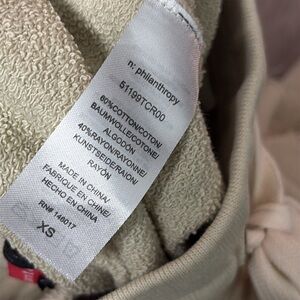 n: philanthropy
51199TCR00
60%COTTON/COTON/
BAUMWOLLE/COTONE/
ALGODÓN
40%RAYON/RAYONNE/
KUNSTSEIDE/RAION/
RAYÓN
MADE IN CHINA/
FABRIQUE EN CHINE/
HECHO EN CHINA
RN# 146017
XS